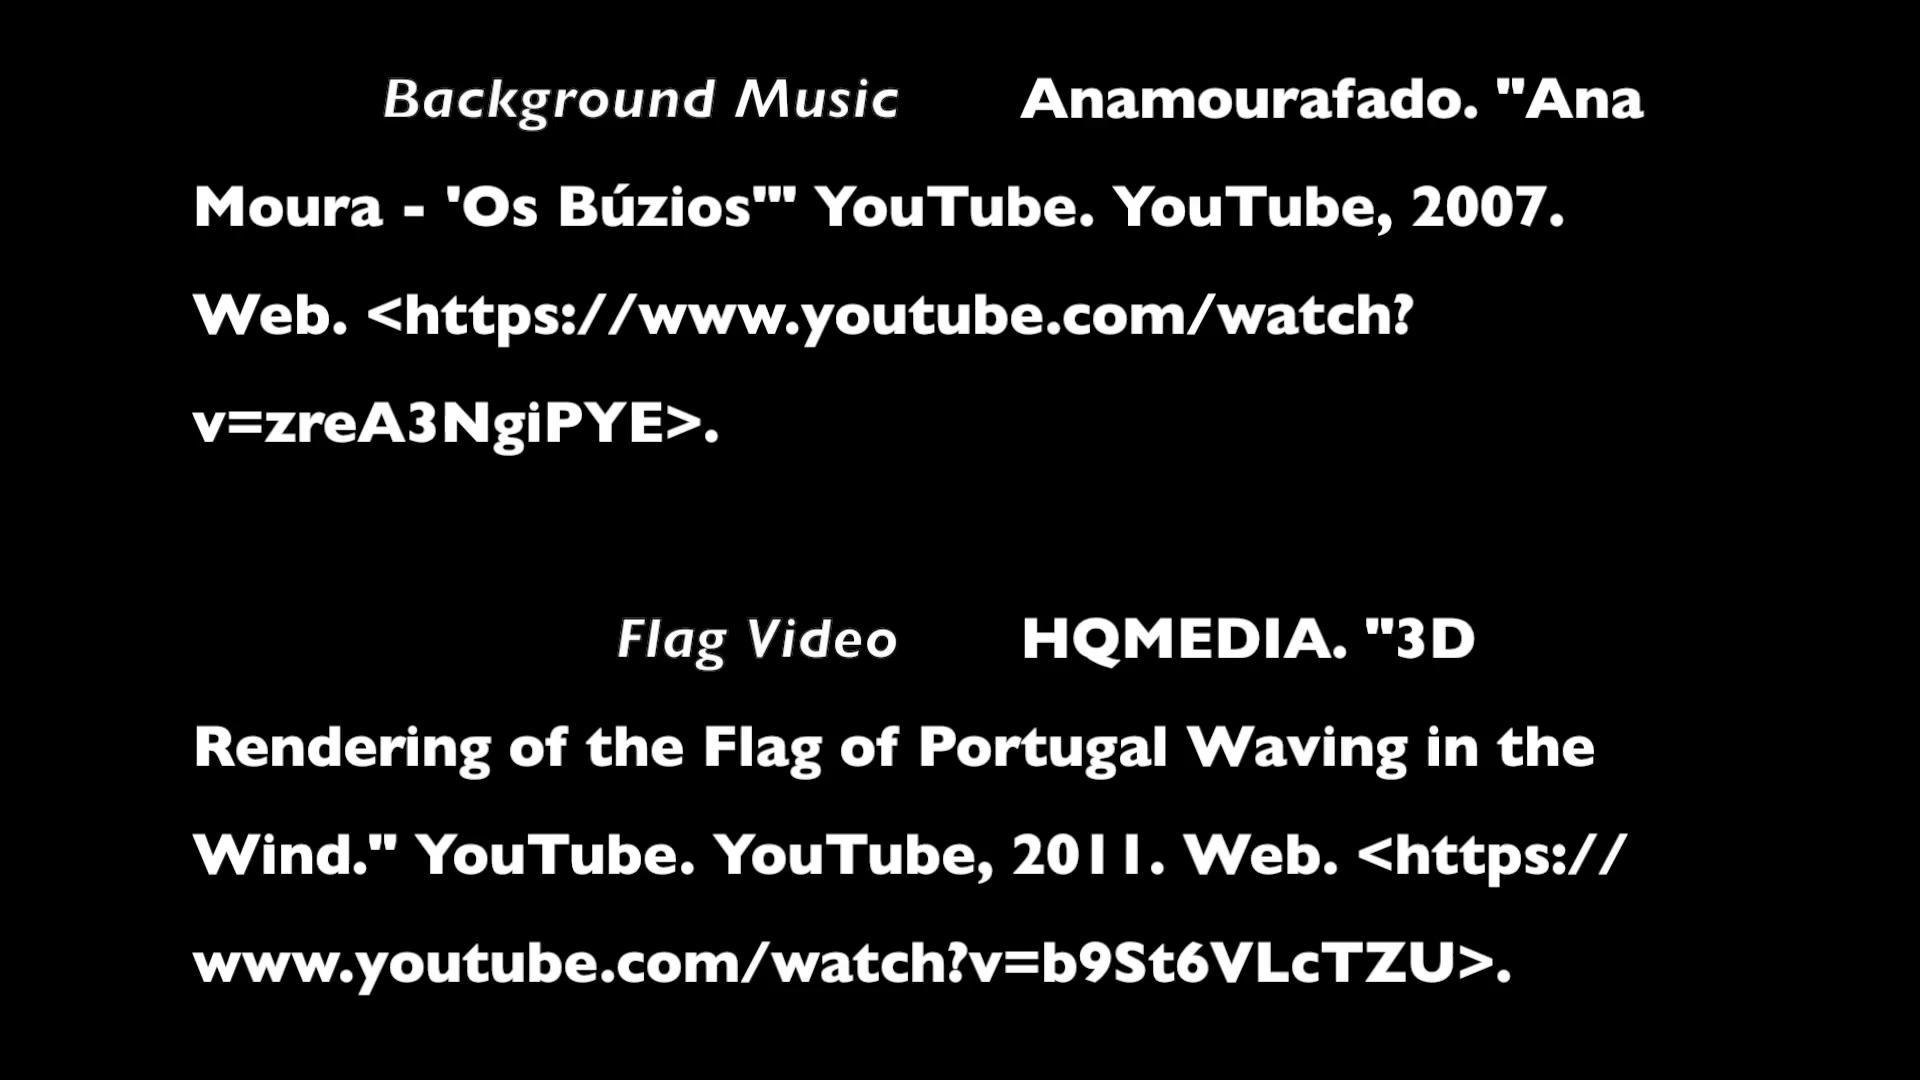 Background Music Anamourafado. "Ana
Moura - 'Os Búzios'" YouTube. YouTube, 2007.
Web. <https://www.youtube.com/watch?
v=zreA3NgiPYE>.
Flag Video HQMEDIA. "3D
Rendering of the Flag of Portugal Waving in the
Wind." YouTube. YouTube, 2011. Web. <https://
www.youtube.com/watch?v=b9St6VLcTZU>.